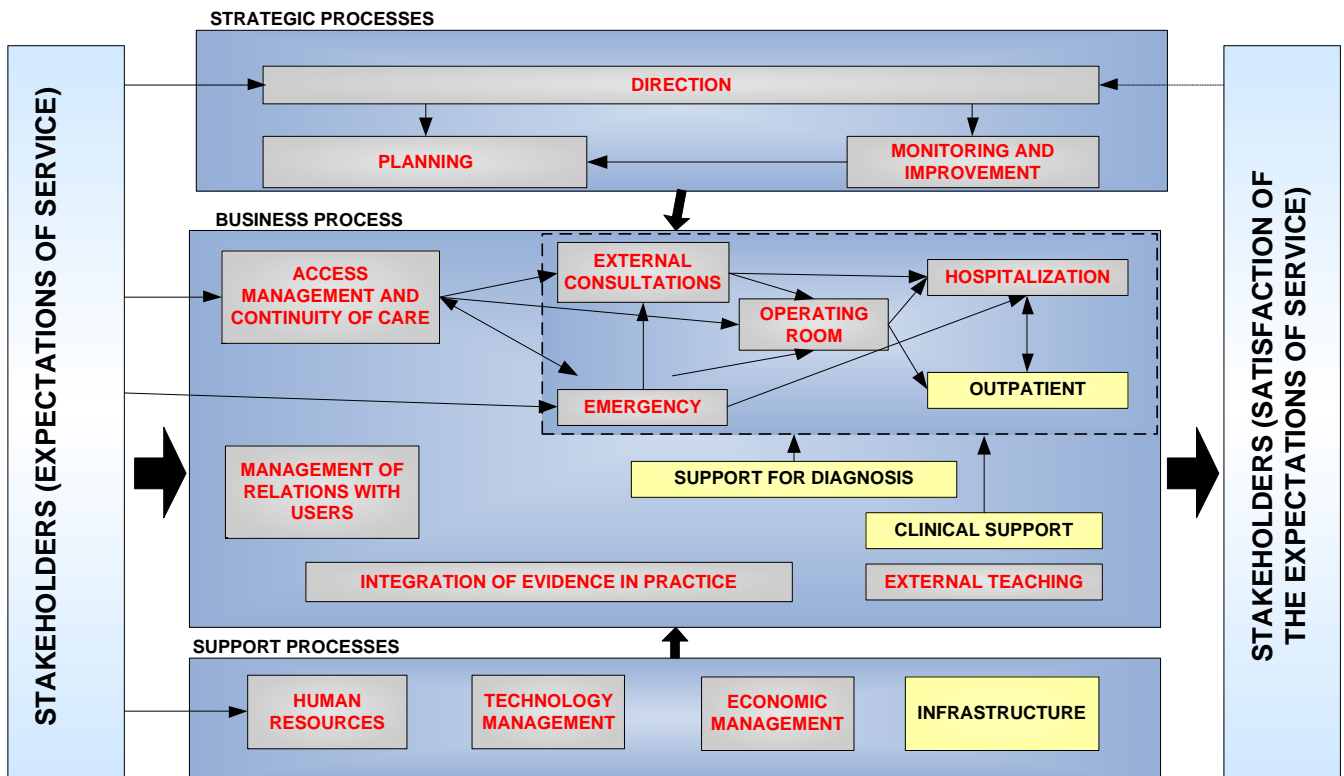 STRATEGIC PROCESSES
STAKEHOLDERS (EXPECTATIONS OF SERVICE)
DIRECTION
PLANNING
MONITORING AND
IMPROVEMENT
BUSINESS PROCESS
ACCESS
MANAGEMENT AND
CONTINUITY OF CARE
EXTERNAL
CONSULTATIONS
HOSPITALIZATION
OPERATING
ROOM
OUTPATIENT
EMERGENCY
MANAGEMENT OF
RELATIONS WITH
USERS
SUPPORT FOR DIAGNOSIS
CLINICAL SUPPORT
INTEGRATION OF EVIDENCE IN PRACTICE
EXTERNAL TEACHING
SUPPORT PROCESSES
HUMAN
RESOURCES
TECHNOLOGY
MANAGEMENT
ECONOMIC
MANAGEMENT
INFRASTRUCTURE
STAKEHOLDERS (SATISFACTION OF
THE EXPECTATIONS OF SERVICE)